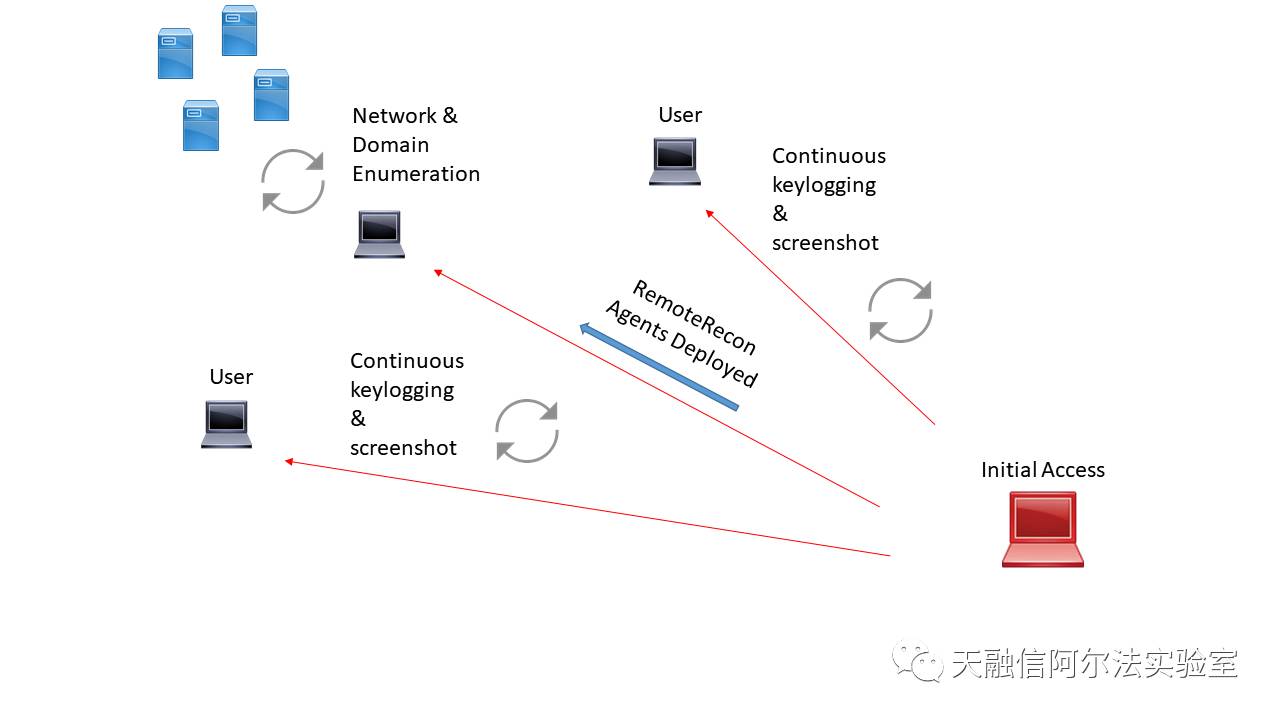 Network &
Domain
Enumeration
User
Continuous
keylogging
&
screenshot
RemoteRecon
Agents Deployed
User
Continuous
keylogging
&
screenshot
Initial Access
天融信阿尔法实验室